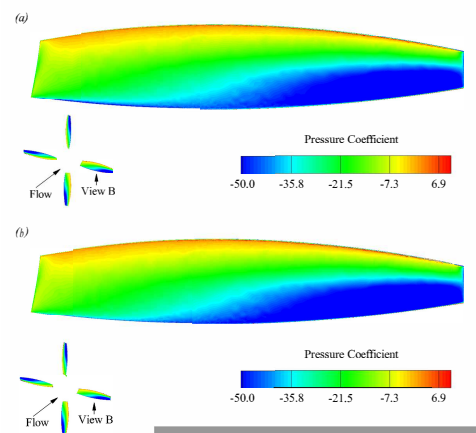 (a)
Pressure Coefficient
-50.0 -35.8 -21.5 -7.3 6.9
Flow View B
(b)
Pressure Coefficient
-50.0 -35.8 -21.5 -7.3 6.9
Flow View B